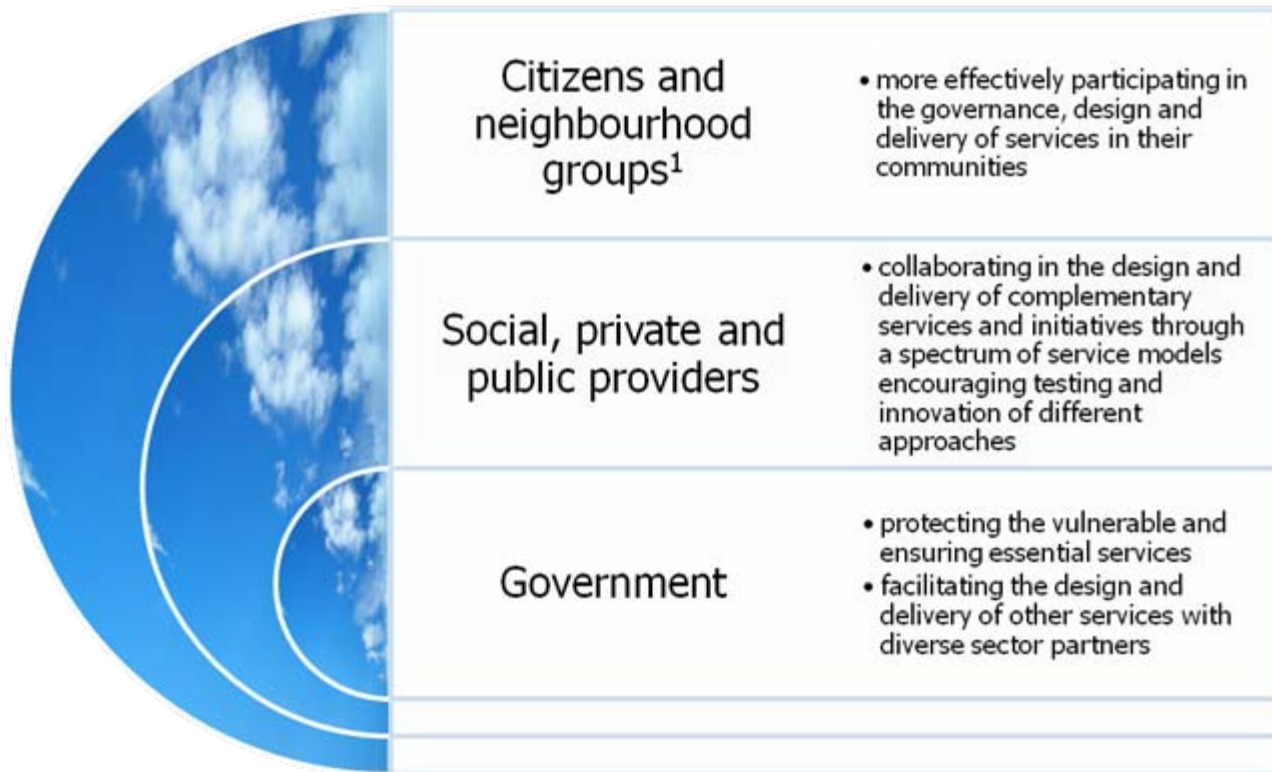 Citizens and
neighbourhood
groups¹
• more effectively participating in
the governance, design and
delivery of services in their
communities
Social, private and
public providers
• collaborating in the design and
delivery of complementary
services and initiatives through
a spectrum of service models
encouraging testing and
innovation of different
approaches
Government
• protecting the vulnerable and
ensuring essential services
• facilitating the design and
delivery of other services with
diverse sector partners